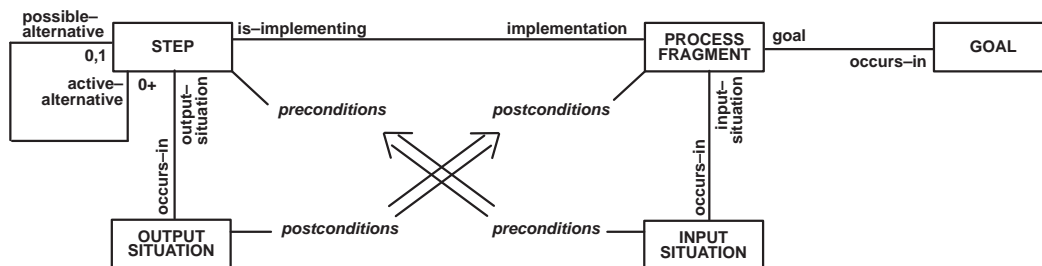 possible–
alternative
0,1
STEP
is–implementing
implementation
PROCESS
FRAGMENT
goal
occurs–in
GOAL
active–
alternative
0+
output–
situation
preconditions
postconditions
input–
situation
occurs–in
occurs–in
OUTPUT
SITUATION
postconditions
preconditions
INPUT
SITUATION